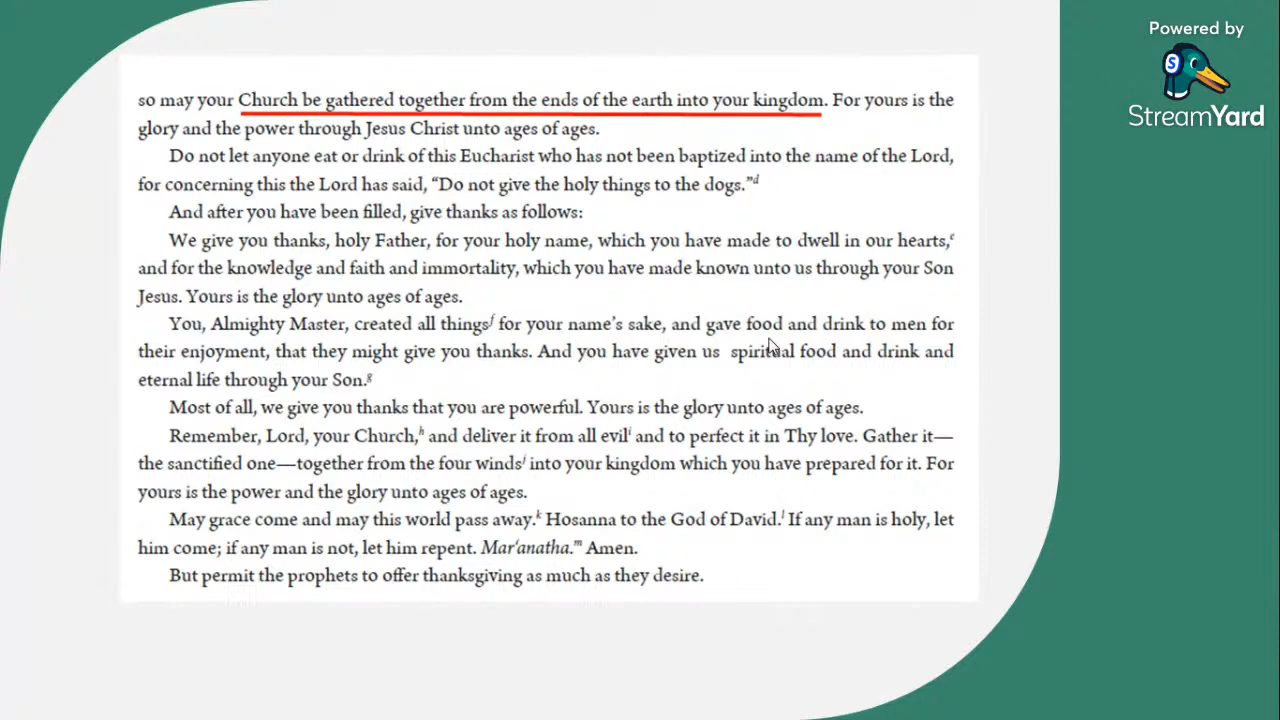 Powered by
StreamYard
so may your Church be gathered together from the ends of the earth into your kingdom. For yours is the
glory and the power through Jesus Christ unto ages of ages.
Do not let anyone eat or drink of this Eucharist who has not been baptized into the name of the Lord,
for concerning this the Lord has said, “Do not give the holy things to the dogs.”d
And after you have been filled, give thanks as follows:
We give you thanks, holy Father, for your holy name, which you have made to dwell in our hearts,e
and for the knowledge and faith and immortality, which you have made known unto us through your Son
Jesus. Yours is the glory unto ages of ages.
You, Almighty Master, created all thingsf for your name’s sake, and gave food and drink to men for
their enjoyment, that they might give you thanks. And you have given us spiritual food and drink and
eternal life through your Son.g
Most of all, we give you thanks that you are powerful. Yours is the glory unto ages of ages.
Remember, Lord, your Church,h and deliver it from all evili and to perfect it in Thy love. Gather it—
the sanctified one—together from the four windsj into your kingdom which you have prepared for it. For
yours is the power and the glory unto ages of ages.
May grace come and may this world pass away.k Hosanna to the God of David.l If any man is holy, let
him come; if any man is not, let him repent. Mar‘anatha.m Amen.
But permit the prophets to offer thanksgiving as much as they desire.